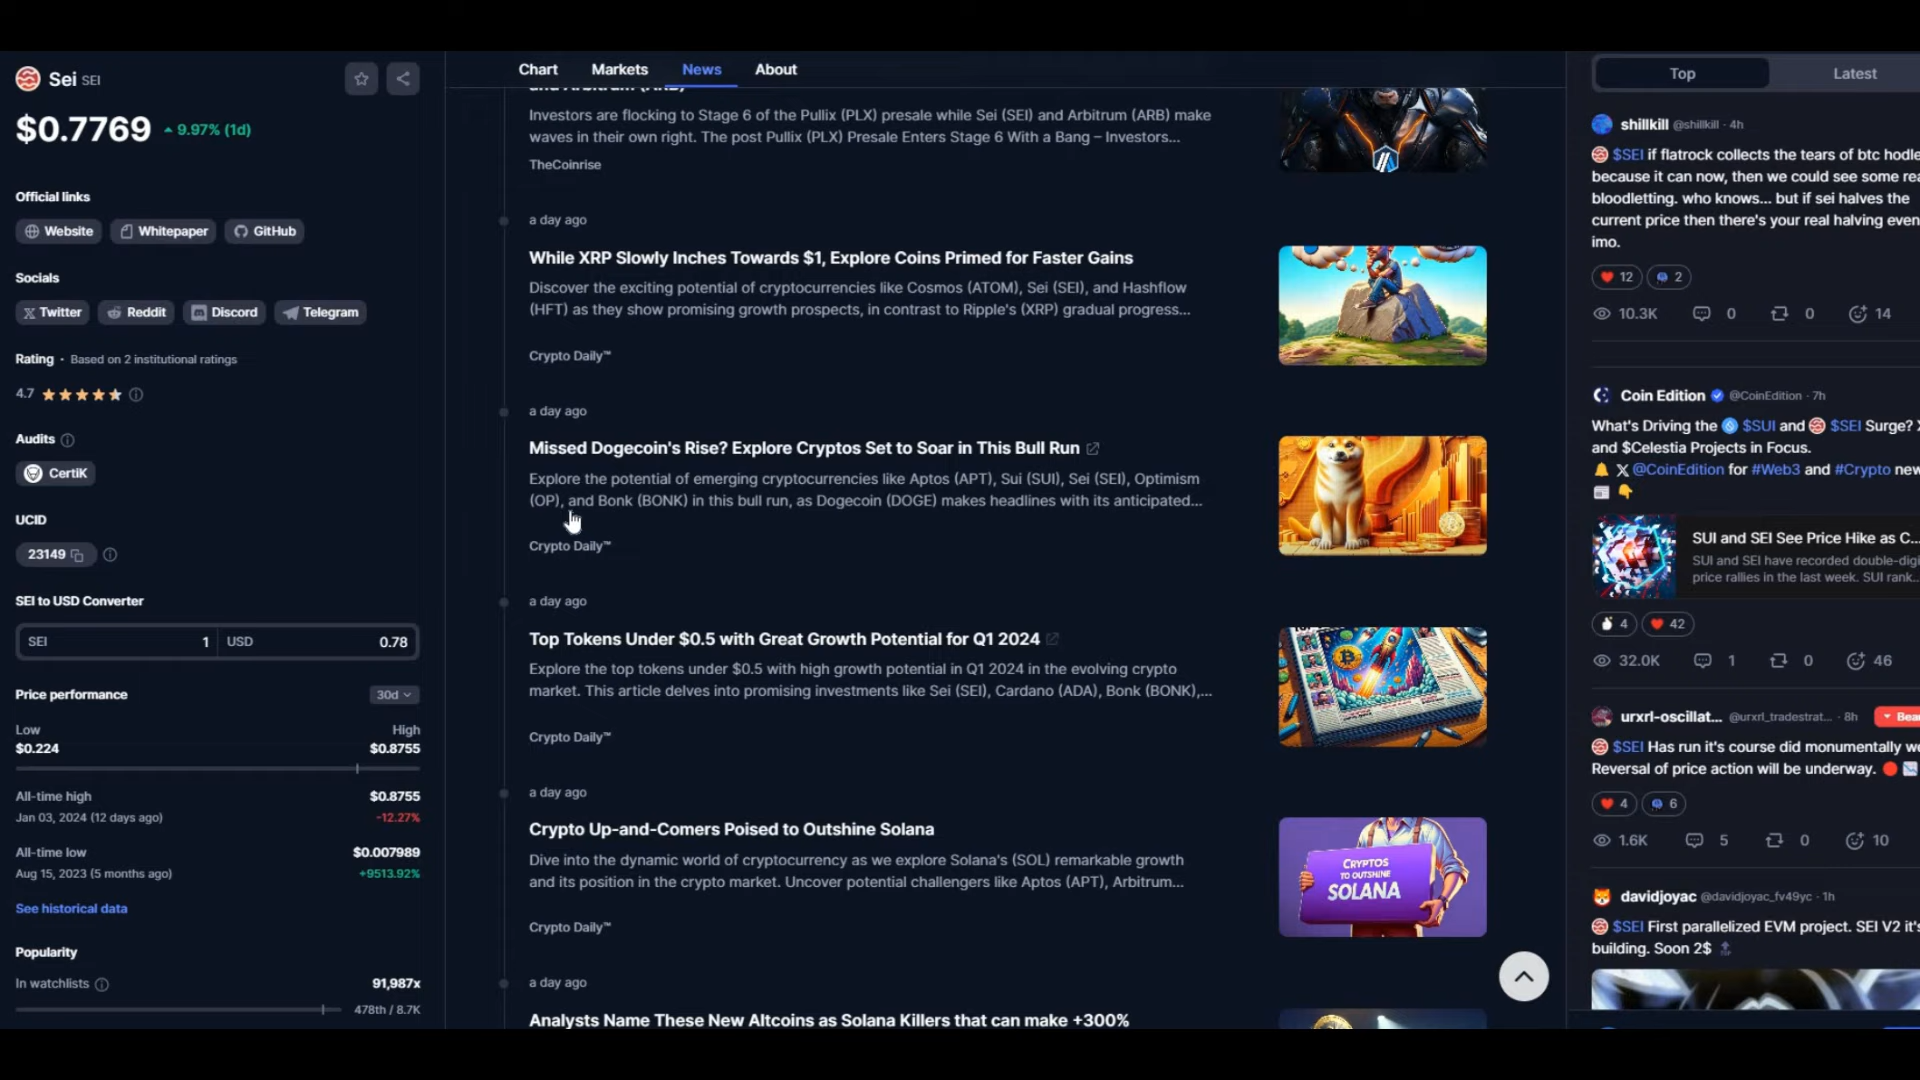 Sei SEI
$0.7769 9.97% (1d)
Official links
Website Whitepaper GitHub
Socials
Twitter Reddit Discord Telegram
Rating · Based on 2 institutional ratings
4.7
Audits
CertiK
UCID
23149
SEI to USD Converter
SEI 1 USD 0.78
Price performance 30d
Low High
$0.224 $0.8755
All-time high $0.8755
Jan 03, 2024 (12 days ago) -12.27%
All-time low $0.007989
Aug 15, 2023 (5 months ago) +9513.92%
See historical data
Popularity
In watchlists 91,987x
478th / 8.7K
Chart Markets News About
Investors are flocking to Stage 6 of the Pullix (PLX) presale while Sei (SEI) and Arbitrum (ARB) make
waves in their own right. The post Pullix (PLX) Presale Enters Stage 6 With a Bang – Investors...
TheCoinrise
a day ago
While XRP Slowly Inches Towards $1, Explore Coins Primed for Faster Gains
Discover the exciting potential of cryptocurrencies like Cosmos (ATOM), Sei (SEI), and Hashflow
(HFT) as they show promising growth prospects, in contrast to Ripple's (XRP) gradual progress...
Crypto Daily™
a day ago
Missed Dogecoin's Rise? Explore Cryptos Set to Soar in This Bull Run
Explore the potential of emerging cryptocurrencies like Aptos (APT), Sui (SUI), Sei (SEI), Optimism
(OP), and Bonk (BONK) in this bull run, as Dogecoin (DOGE) makes headlines with its anticipated...
Crypto Daily™
a day ago
Top Tokens Under $0.5 with Great Growth Potential for Q1 2024
Explore the top tokens under $0.5 with high growth potential in Q1 2024 in the evolving crypto
market. This article delves into promising investments like Sei (SEI), Cardano (ADA), Bonk (BONK),...
Crypto Daily™
a day ago
Crypto Up-and-Comers Poised to Outshine Solana
Dive into the dynamic world of cryptocurrency as we explore Solana's (SOL) remarkable growth
and its position in the crypto market. Uncover potential challengers like Aptos (APT), Arbitrum...
CRYPTOS
TO OUTSHINE
SOLANA
Crypto Daily™
a day ago
Analysts Name These New Altcoins as Solana Killers that can make +300%
Top Latest
shillkill @shillkill · 4h
$SEI if flatrock collects the tears of btc hodle
because it can now, then we could see some rea
bloodletting. who knows... but if sei halves the
current price then there's your real halving even
imo.
12 2
10.3K 0 0 14
Coin Edition @CoinEdition · 7h
What's Driving the $SUI and $SEI Surge?
and $Celestia Projects in Focus.
@CoinEdition for #Web3 and #Crypto new
SUI and SEI See Price Hike as C...
SUI and SEI have recorded double-digi
price rallies in the last week. SUI rank...
4 42
32.0K 1 0 46
urxrl-oscillat... @urxrl_tradestrat... · 8h Bea
$SEI Has run it's course did monumentally we
Reversal of price action will be underway.
4 6
1.6K 5 0 10
davidjoyac @davidjoyac_fv49yc · 1h
$SEI First parallelized EVM project. SEI V2 it's
building. Soon 2$